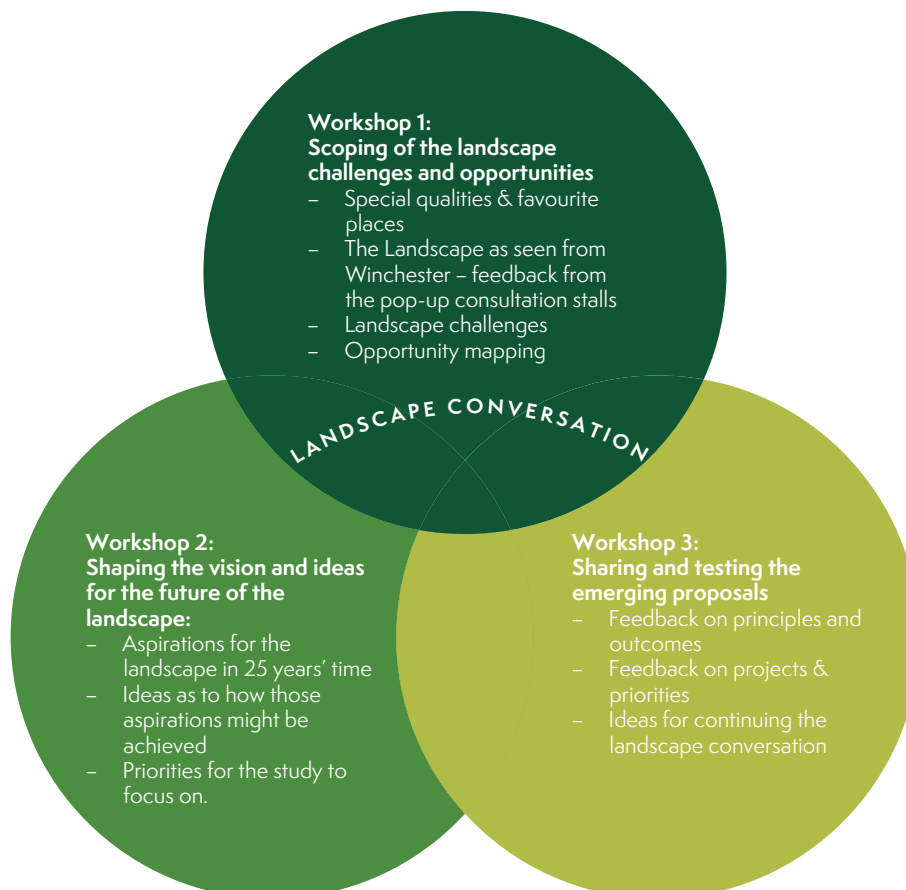 Workshop 1:
Scoping of the landscape
challenges and opportunities
– Special qualities & favourite
places
– The Landscape as seen from
Winchester – feedback from
the pop-up consultation stalls
– Landscape challenges
– Opportunity mapping
LANDSCAPE CONVERSATION
Workshop 2:
Shaping the vision and ideas
for the future of the
landscape:
– Aspirations for the
landscape in 25 years’ time
– Ideas as to how those
aspirations might be
achieved
– Priorities for the study to
focus on.
Workshop 3:
Sharing and testing the
emerging proposals
– Feedback on principles and
outcomes
– Feedback on projects &
priorities
– Ideas for continuing the
landscape conversation